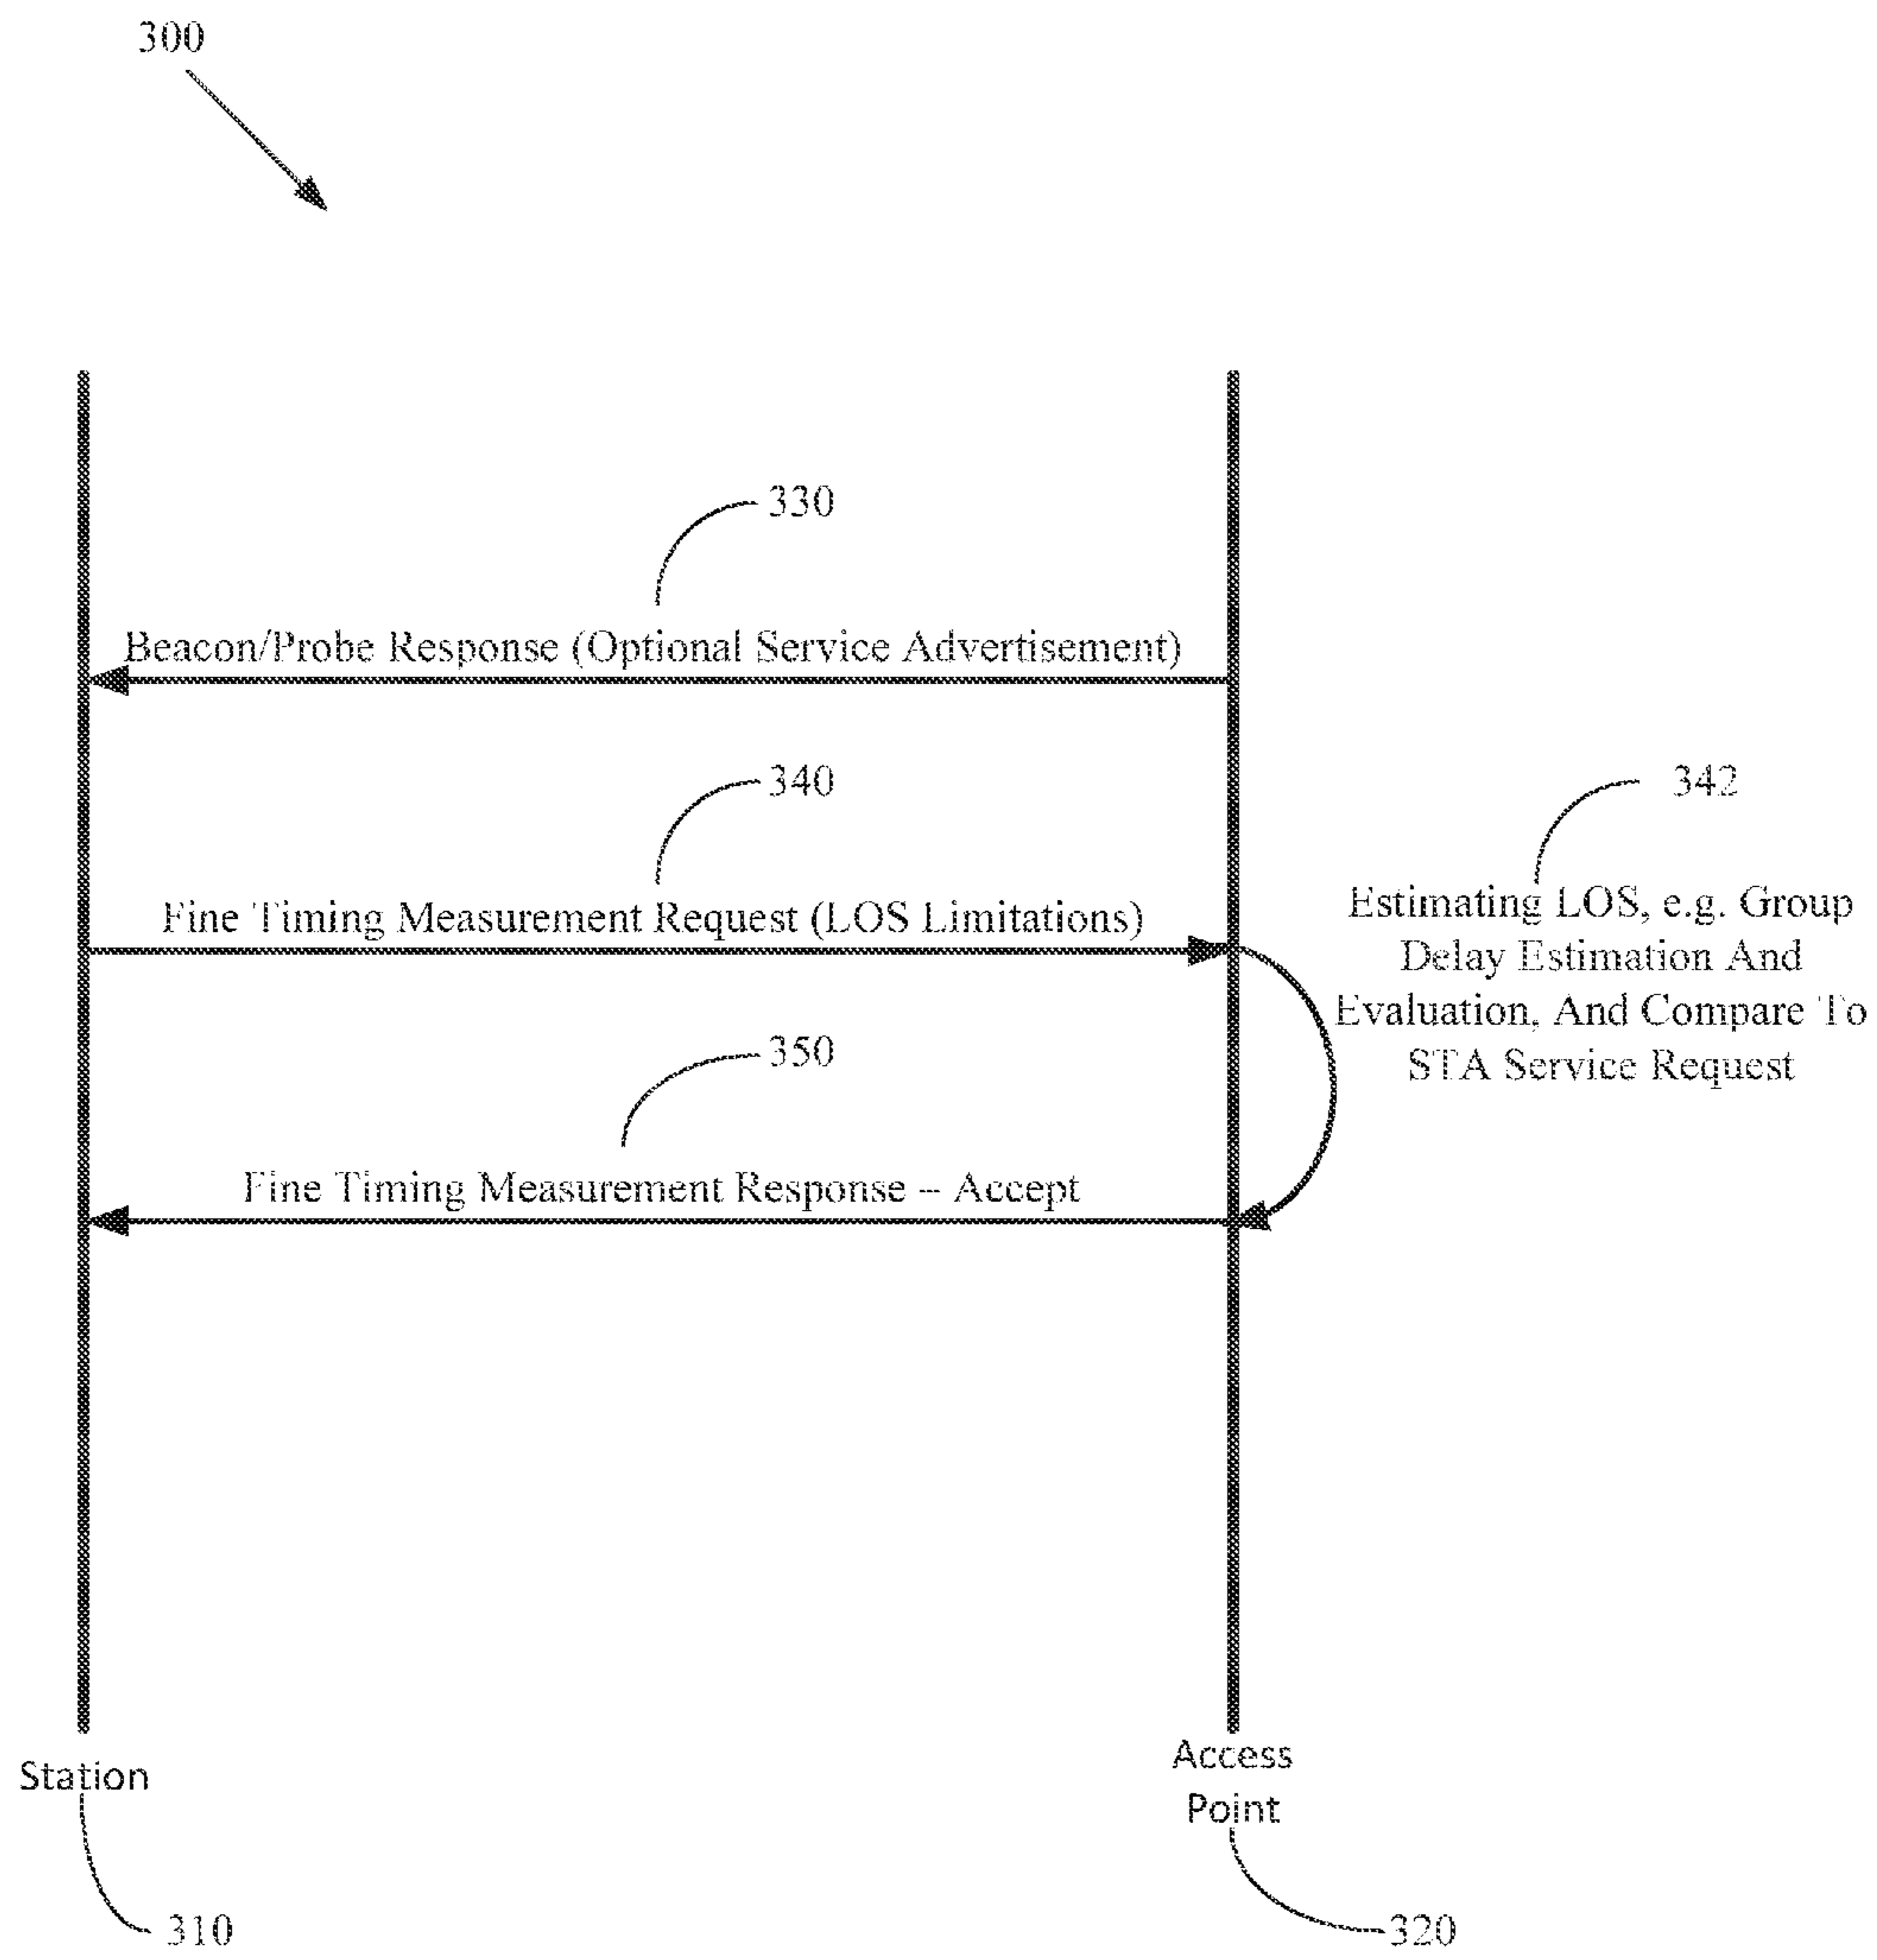 300
330
Beacon/Probe Response (Optional Service Advertisement)
340
342
Fine Timing Measurement Request (LOS Limitations)
Estimating LOS, e.g. Group
Delay Estimation And
Evaluation, And Compare To
STA Service Request
350
Fine Timing Measurement Response – Accept
Station
Access
Point
310
320